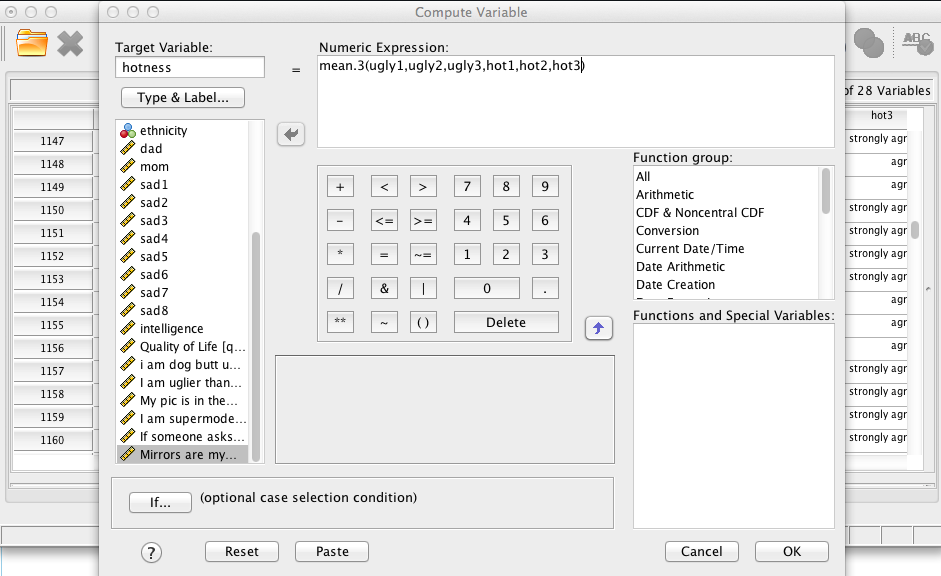 Compute Variable
Target Variable:
hotness
=
Numeric Expression:
mean.3(ugly1,ugly2,ugly3,hot1,hot2,hot3)
Type & Label...
ethnicity
dad
mom
sad1
sad2
sad3
sad4
sad5
sad6
sad7
sad8
intelligence
Quality of Life [q...
i am dog butt u...
I am uglier than...
My pic is in the...
I am supermode...
If someone asks...
Mirrors are my...
+ < > 7 8 9
- <= >= 4 5 6
* = ~= 1 2 3
/ & | 0 .
** ~ ( ) Delete
Function group:
All
Arithmetic
CDF & Noncentral CDF
Conversion
Current Date/Time
Date Arithmetic
Date Creation
Functions and Special Variables:
If... (optional case selection condition)
? Reset Paste Cancel OK
ABC
of 28 Variables
hot3
1147 strongly agr
1148 agr
1149 agr
1150 strongly agr
1151 strongly agr
1152 strongly agr
1153 strongly agr
1154 agr
1155 agr
1156 agr
1157 strongly agr
1158 strongly agr
1159 strongly agr
1160 strongly agr